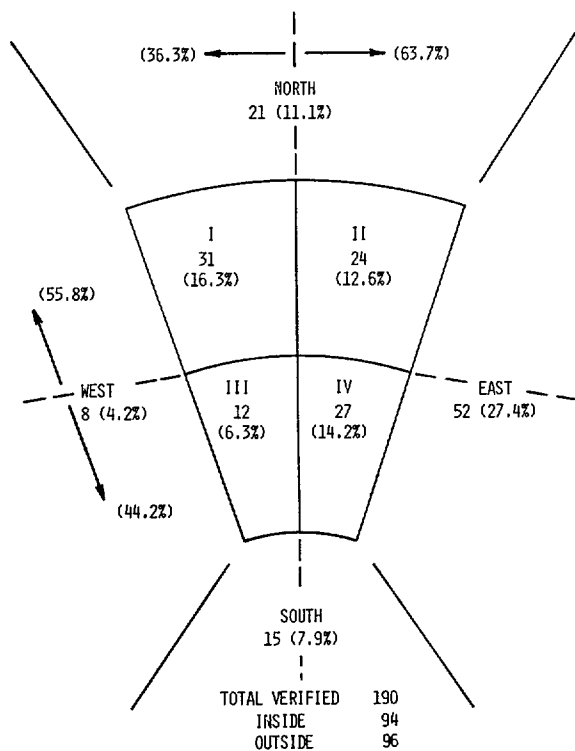 (36.3%) (63.7%)
NORTH
21 (11.1%)
I II
31 24
(16.3%) (12.6%)
(55.8%)
WEST III IV EAST
8 (4.2%) 12 27 52 (27.4%)
(6.3%) (14.2%)
(44.2%)
SOUTH
15 (7.9%)
TOTAL VERIFIED 190
INSIDE 94
OUTSIDE 96